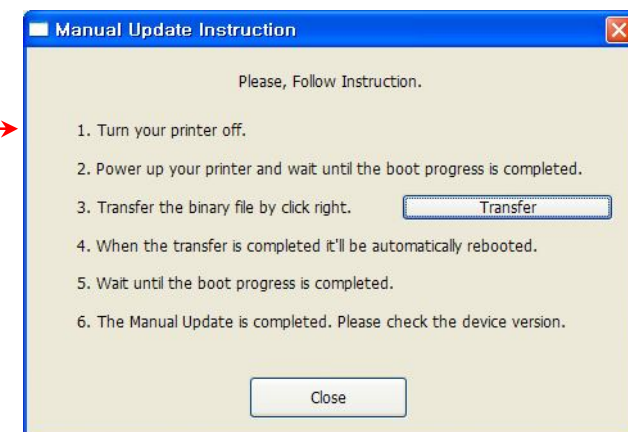 Manual Update Instruction
Please, Follow Instruction.
1. Turn your printer off.
2. Power up your printer and wait until the boot progress is completed.
3. Transfer the binary file by click right. Transfer
4. When the transfer is completed it'll be automatically rebooted.
5. Wait until the boot progress is completed.
6. The Manual Update is completed. Please check the device version.
Close